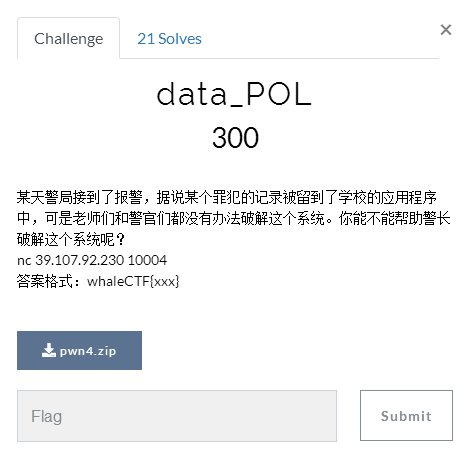 Challenge
21 Solves
×
data_POL
300
某天警局接到了报警，据说某个罪犯的记录被留到了学校的应用程序
中，可是老师们和警官们都没有办法破解这个系统。你能不能帮助警长
破解这个系统呢？
nc 39.107.92.230 10004
答案格式：whaleCTF{xxx}
pwn4.zip
Flag
Submit